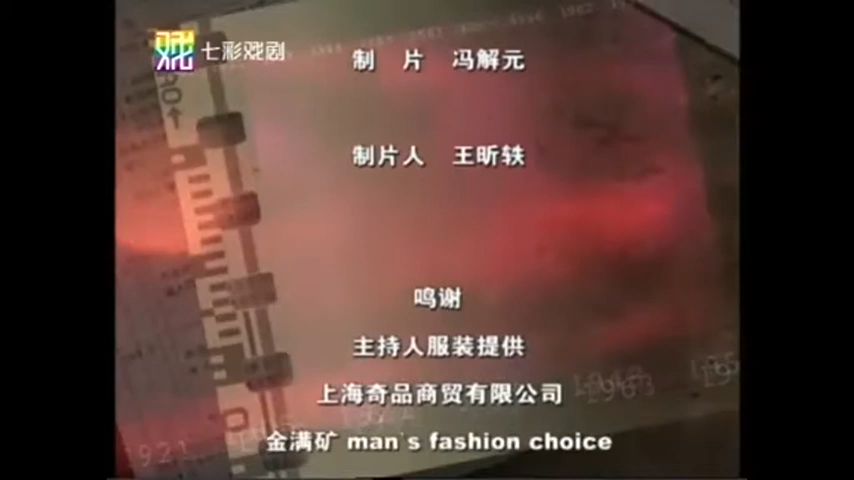 戏 七彩戏剧
制 片 冯解元
制片人 王昕轶
鸣谢
主持人服装提供
上海奇品商贸有限公司
金满矿 man's fashion choice
1921